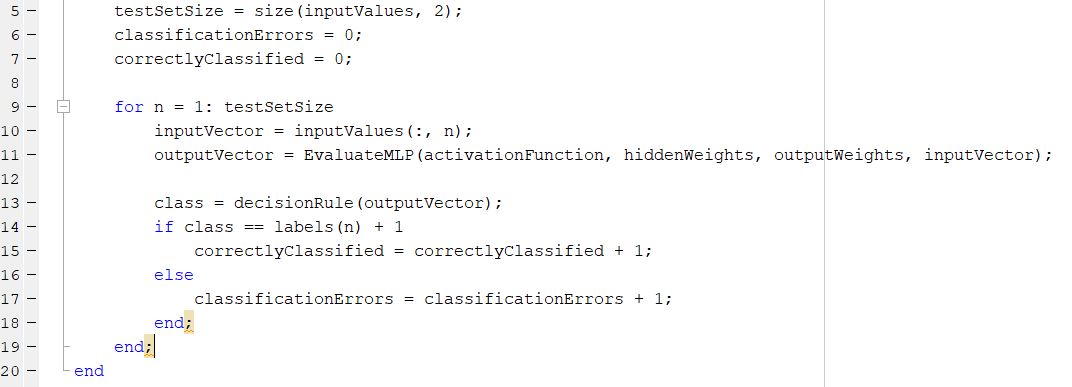 5 – testSetSize = size(inputValues, 2);
6 – classificationErrors = 0;
7 – correctlyClassified = 0;
8
9 – for n = 1: testSetSize
10 – inputVector = inputValues(:, n);
11 – outputVector = EvaluateMLP(activationFunction, hiddenWeights, outputWeights, inputVector);
12
13 – class = decisionRule(outputVector);
14 – if class == labels(n) + 1
15 – correctlyClassified = correctlyClassified + 1;
16 – else
17 – classificationErrors = classificationErrors + 1;
18 – end;
19 – end;
20 – end